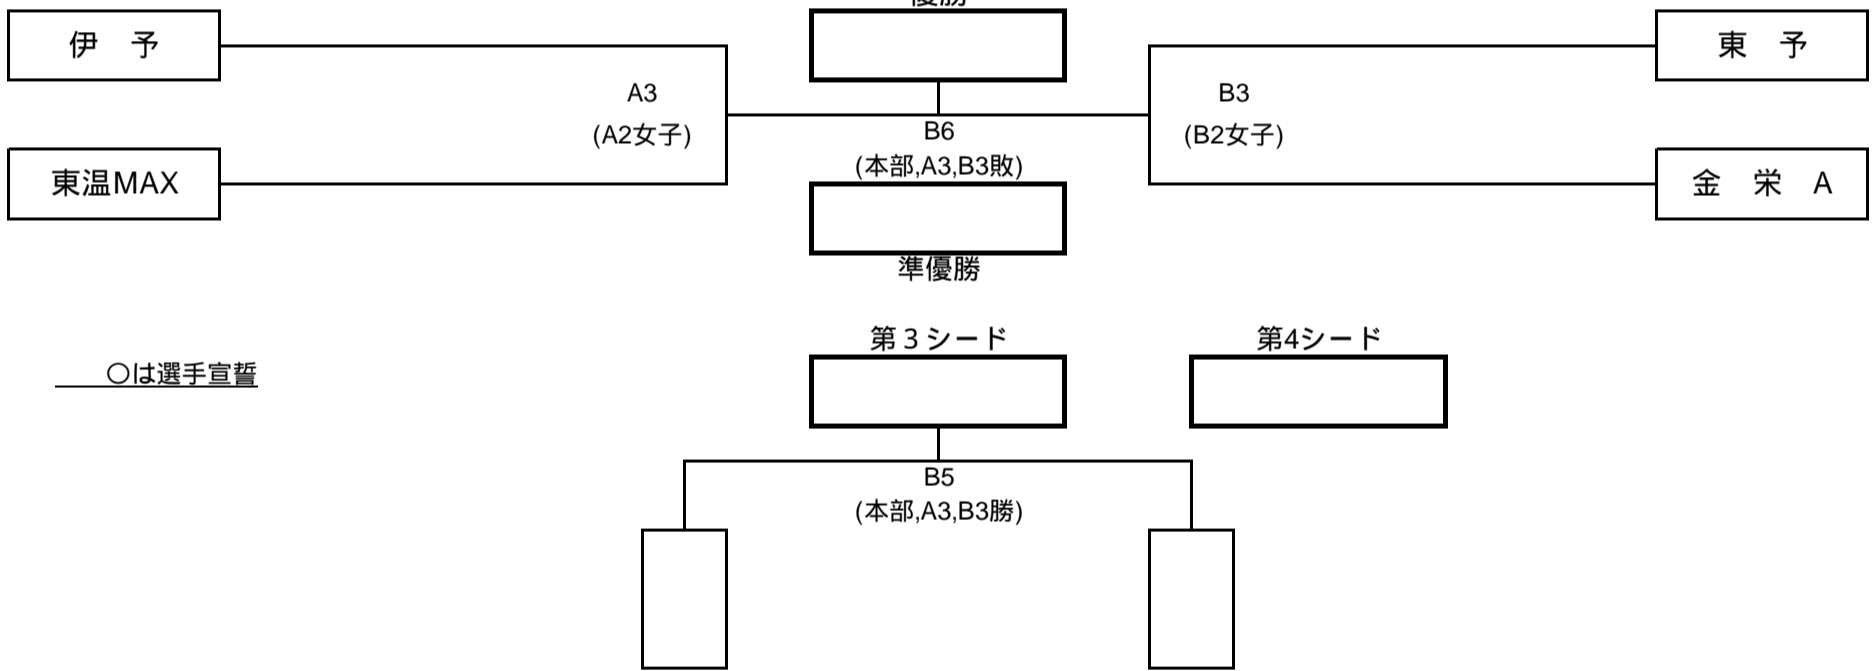 優勝
伊　予
東　予
A3
(A2女子)
B3
(B2女子)
B6
(本部,A3,B3敗)
東温MAX
金　栄　A
準優勝
第３シード
第4シード
〇は選手宣誓
B5
(本部,A3,B3勝)